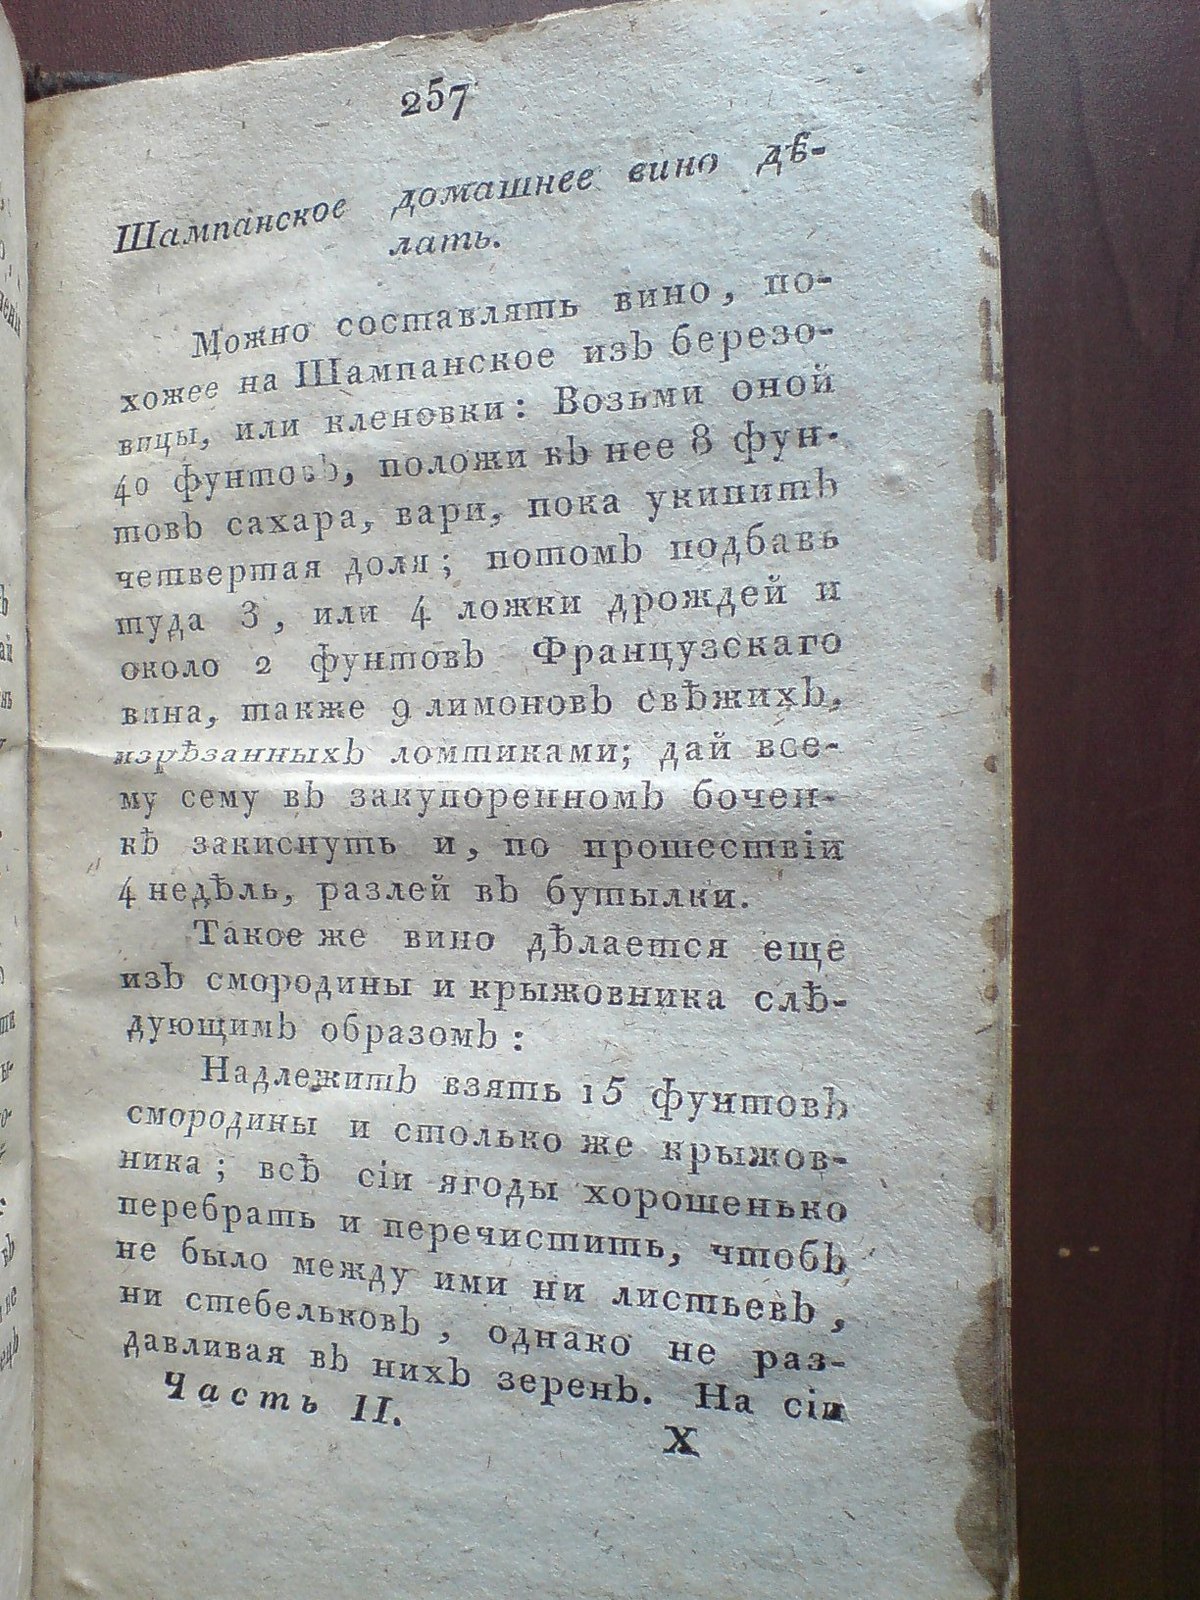 257
Шампанское домашнее вино дѣ-
лать.
Можно составлять вино, по-
хожее на Шампанское изъ березо-
вицы, или кленовки: Возьми оной
40 фунтовъ, положи въ нее 8 фун-
товъ сахара, вари, пока укипитъ
четвертая доля; потомъ подбавь
туда 3, или 4 ложки дрождей и
около 2 фунтовъ Французскаго
вина, также 9 лимоновъ свѣжихъ,
изрѣзанныхъ ломтиками; дай все-
му сему въ закупоренномъ бочен-
кѣ закиснуть и, по прошествіи
4 недѣль, разлей въ бутылки.
Такое же вино дѣлается еще
изъ смородины и крыжовника слѣ-
дующимъ образомъ:
Надлежитъ взять 15 фунтовъ
смородины и столько же крыжов-
ника; всѣ сіи ягоды хорошенько
перебрать и перечистить, чтобъ
не было между ими ни листьевъ,
ни стебельковъ, однако не раз-
давливая въ нихъ зеренъ. На сіи
Часть II.
X